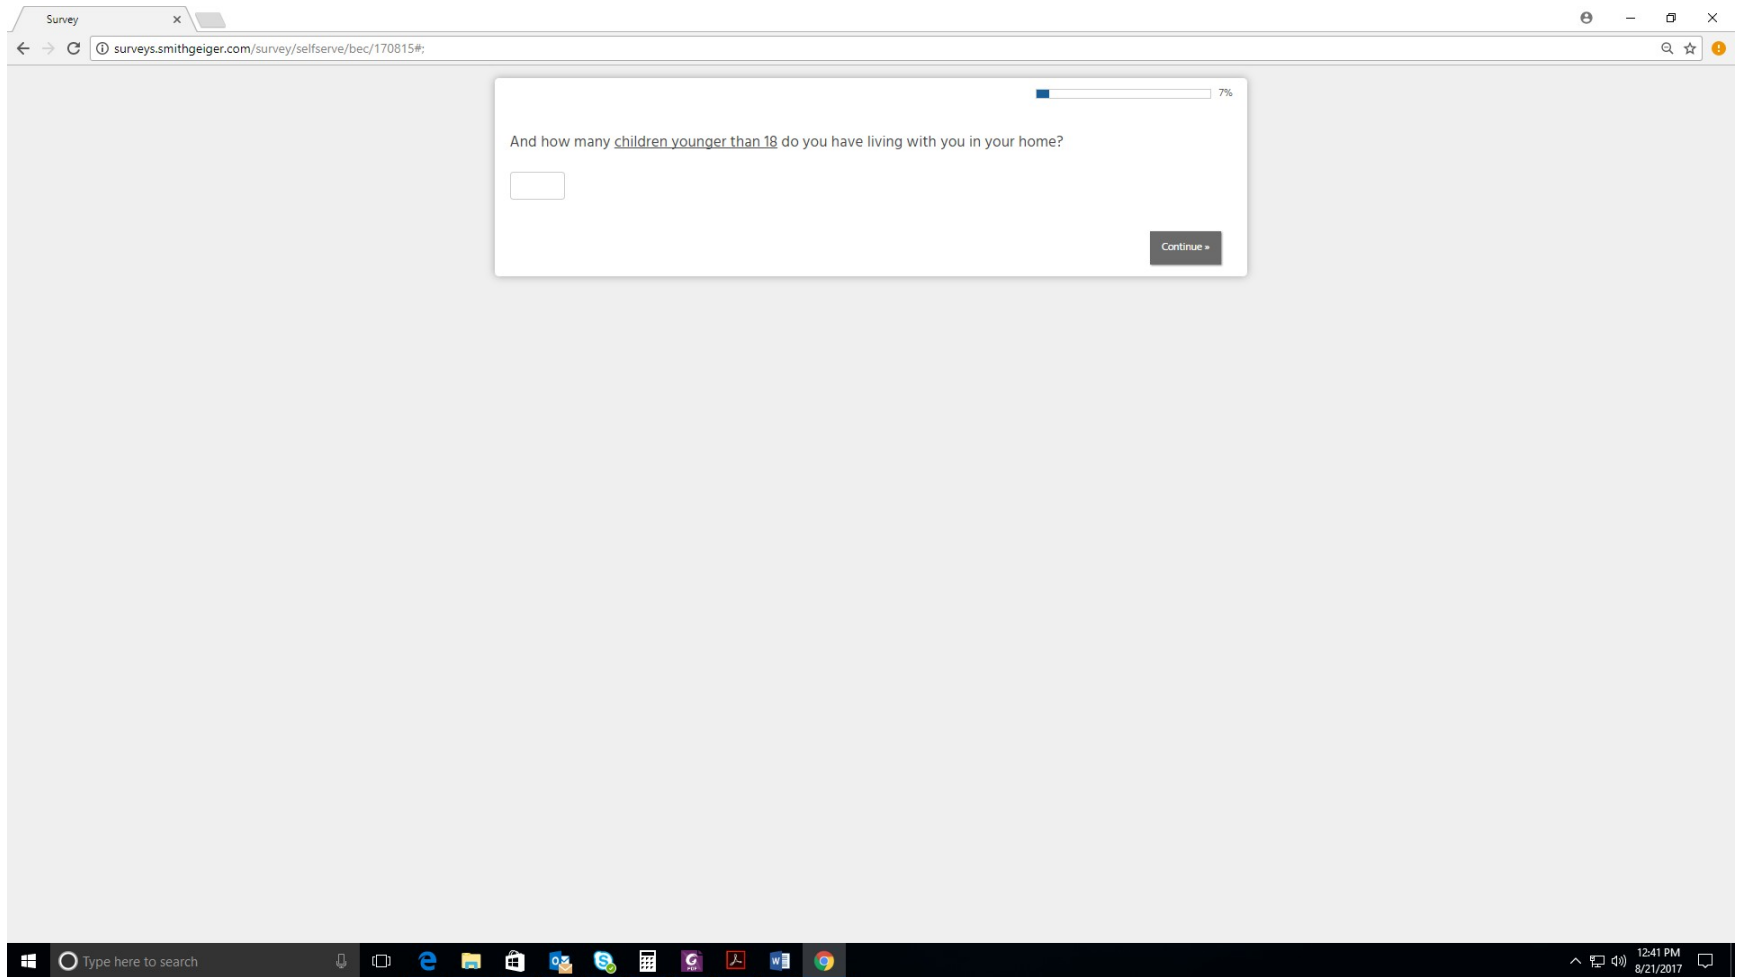 Survey
surveys.smithgeiger.com/survey/selfserve/bec/170815#;
7%
And how many children younger than 18 do you have living with you in your home?
Continue »
Type here to search
12:41 PM
8/21/2017